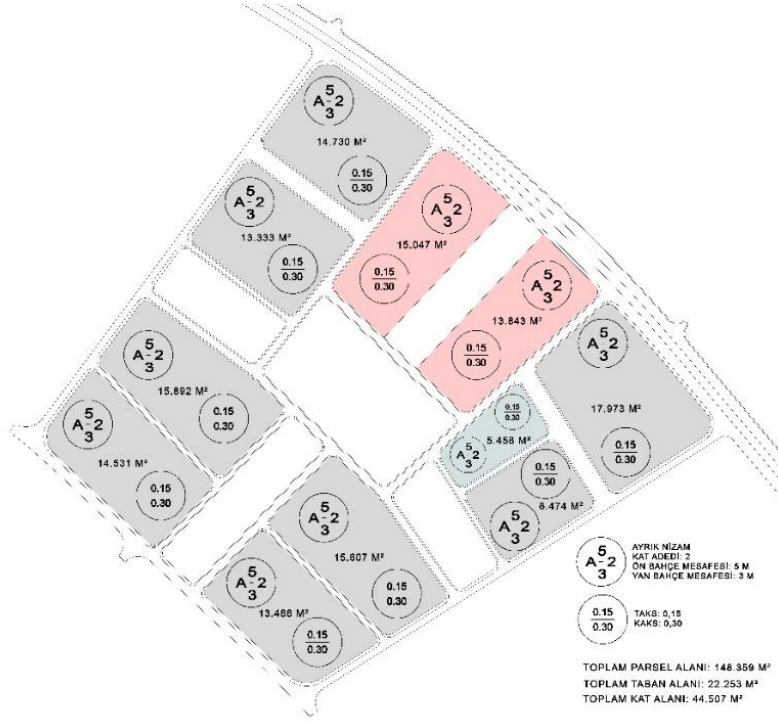 5
A-2
3
14.730 M²
0.15
0.30
5
A-2
3
13.333 M²
0.15
0.30
5
A 2
3
15.047 M²
0.15
0.30
5
A 2
3
13.843 M²
0.15
0.30
5
A-2
3
15.892 M²
0.15
0.30
5
A-2
3
14.531 M²
0.15
0.30
5
A 2
3
17.973 M²
0.15
0.30
0.15
0.30
5.458 M²
5
A 2
3
0.15
0.30
8.474 M²
5
A 2
3
5
A-2
3
15.607 M²
0.15
0.30
5
A-2
3
13.468 M²
0.15
0.30
5
A-2
3
AYRIK NİZAM
KAT ADEDİ: 2
ÖN BAHÇE MESAFESİ: 5 M
YAN BAHÇE MESAFESİ: 3 M
0.15
0.30
TAKS: 0,15
KAKS: 0,30
TOPLAM PARSEL ALANI: 148.359 M²
TOPLAM TABAN ALANI: 22.253 M²
TOPLAM KAT ALANI: 44.507 M²